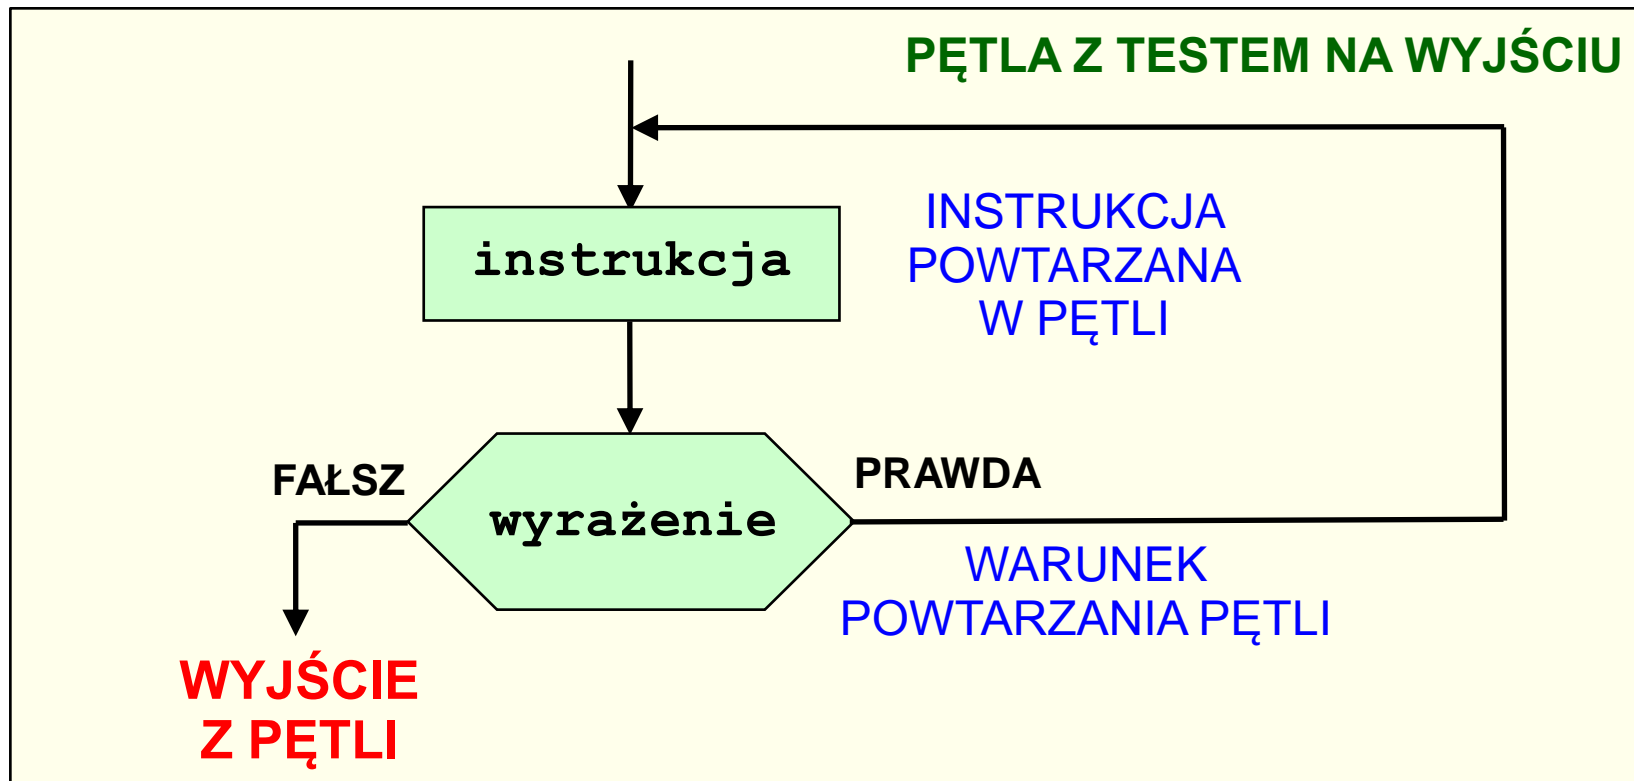 PĘTLA Z TESTEM NA WYJŚCIU
instrukcja
INSTRUKCJA
POWTARZANA
W PĘTLI
FAŁSZ
wyrażenie
PRAWDA
WARUNEK
POWTARZANIA PĘTLI
WYJŚCIE
Z PĘTLI